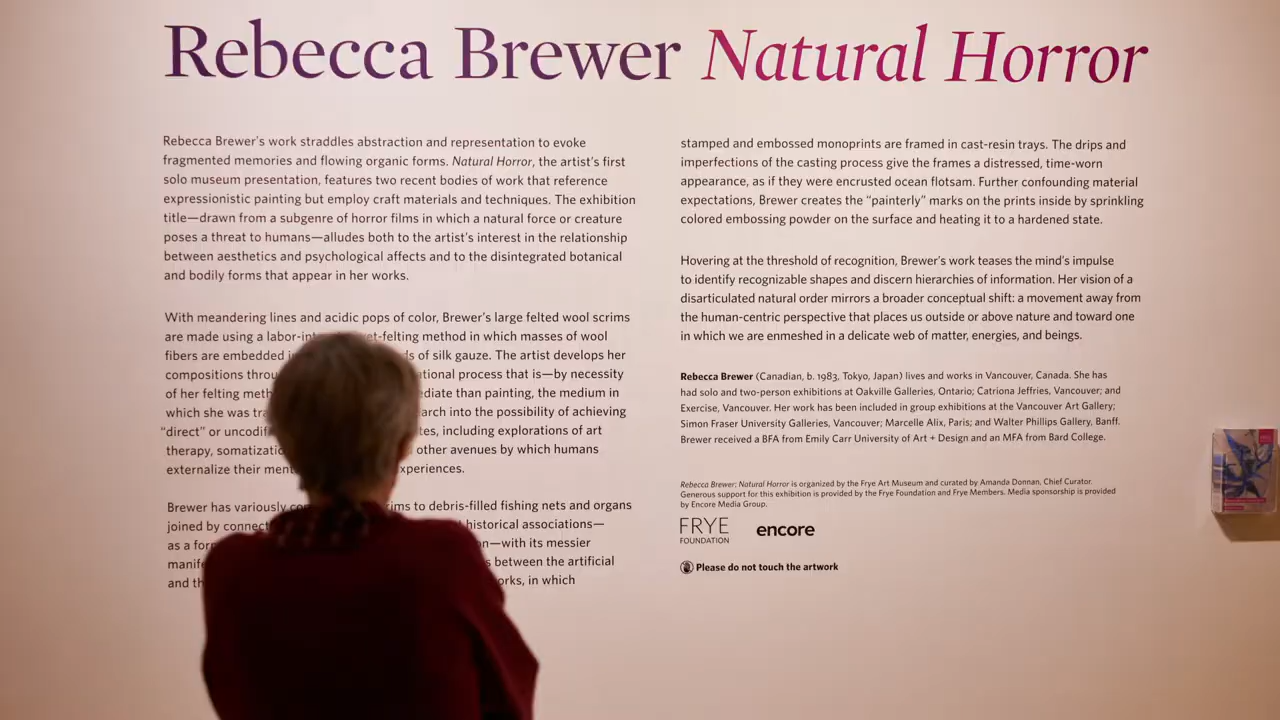 Rebecca Brewer Natural Horror
Rebecca Brewer's work straddles abstraction and representation to evoke
fragmented memories and flowing organic forms. Natural Horror, the artist's first
solo museum presentation, features two recent bodies of work that reference
expressionistic painting but employ craft materials and techniques. The exhibition
title—drawn from a subgenre of horror films in which a natural force or creature
poses a threat to humans—alludes both to the artist's interest in the relationship
between aesthetics and psychological affects and to the disintegrated botanical
and bodily forms that appear in her works.
With meandering lines and acidic pops of color, Brewer's large felted wool scrims
are made using a labor-int et-felting method in which masses of wool
fibers are embedded of silk gauze. The artist develops her
compositions throu ational process that is—by necessity
of her felting meth ediate than painting, the medium in
which she was tra arch into the possibility of achieving
"direct" or uncodif tes, including explorations of art
therapy, somatizatio other avenues by which humans
externalize their men xperiences.
Brewer has variously co rims to debris-filled fishing nets and organs
joined by connect historical associations—
as a for on—with its messier
manife s between the artificial
and th orks, in which
stamped and embossed monoprints are framed in cast-resin trays. The drips and
imperfections of the casting process give the frames a distressed, time-worn
appearance, as if they were encrusted ocean flotsam. Further confounding material
expectations, Brewer creates the "painterly" marks on the prints inside by sprinkling
colored embossing powder on the surface and heating it to a hardened state.
Hovering at the threshold of recognition, Brewer's work teases the mind's impulse
to identify recognizable shapes and discern hierarchies of information. Her vision of a
disarticulated natural order mirrors a broader conceptual shift: a movement away from
the human-centric perspective that places us outside or above nature and toward one
in which we are enmeshed in a delicate web of matter, energies, and beings.
Rebecca Brewer (Canadian, b. 1983, Tokyo, Japan) lives and works in Vancouver, Canada. She has
had solo and two-person exhibitions at Oakville Galleries, Ontario; Catriona Jeffries, Vancouver; and
Exercise, Vancouver. Her work has been included in group exhibitions at the Vancouver Art Gallery;
Simon Fraser University Galleries, Vancouver; Marcelle Alix, Paris; and Walter Phillips Gallery, Banff.
Brewer received a BFA from Emily Carr University of Art + Design and an MFA from Bard College.
Rebecca Brewer: Natural Horror is organized by the Frye Art Museum and curated by Amanda Donnan, Chief Curator.
Generous support for this exhibition is provided by the Frye Foundation and Frye Members. Media sponsorship is provided
by Encore Media Group.
FRYE
FOUNDATION
encore
Please do not touch the artwork